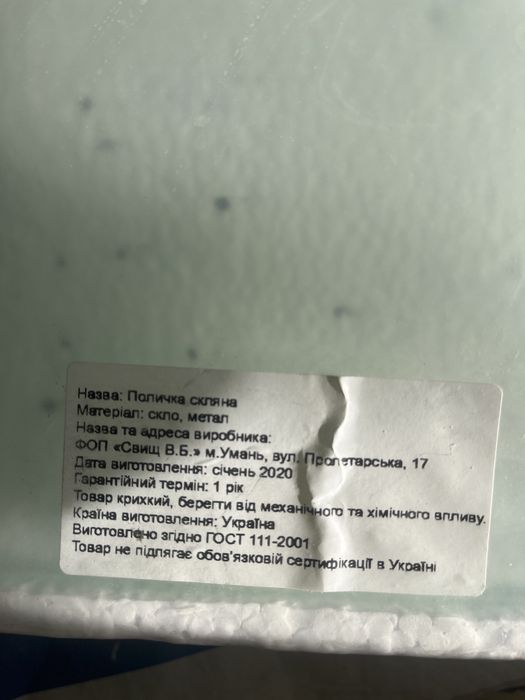 Назва: Поличка скляна
Матеріал: скло, метал
Назва та адреса виробника:
ФОП «Свищ В.Б.» м.Умань, вул. Пролетарська, 17
Дата виготовлення: січень 2020
Гарантійний термін: 1 рік
Товар крихкий, берегти від механічного та хімічного впливу.
Країна виготовлення: Україна
Виготовлено згідно ГОСТ 111-2001
Товар не підлягає обов'язковій сертифікації в Україні